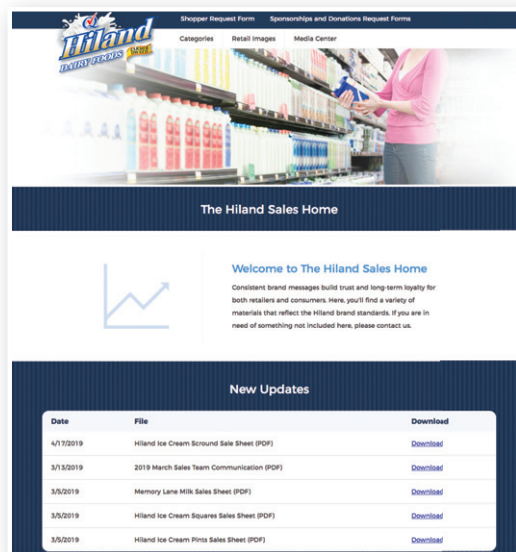 Shopper Request Form Sponsorships and Donations Request Forms
Hiland
DAIRY FOODS
Categories Retail Images Media Center
The Hiland Sales Home
Welcome to The Hiland Sales Home
Consistent brand messages build trust and long-term loyalty for
both retailers and consumers. Here, you'll find a variety of
materials that reflect the Hiland brand standards. If you are in
need of something not included here, please contact us.
New Updates
Date File Download
4/17/2019 Hiland Ice Cream Scround Sale Sheet (PDF) Download
3/13/2019 2019 March Sales Team Communication (PDF) Download
3/5/2019 Memory Lane Milk Sales Sheet (PDF) Download
3/5/2019 Hiland Ice Cream Squares Sales Sheet (PDF) Download
3/5/2019 Hiland Ice Cream Pints Sales Sheet (PDF) Download